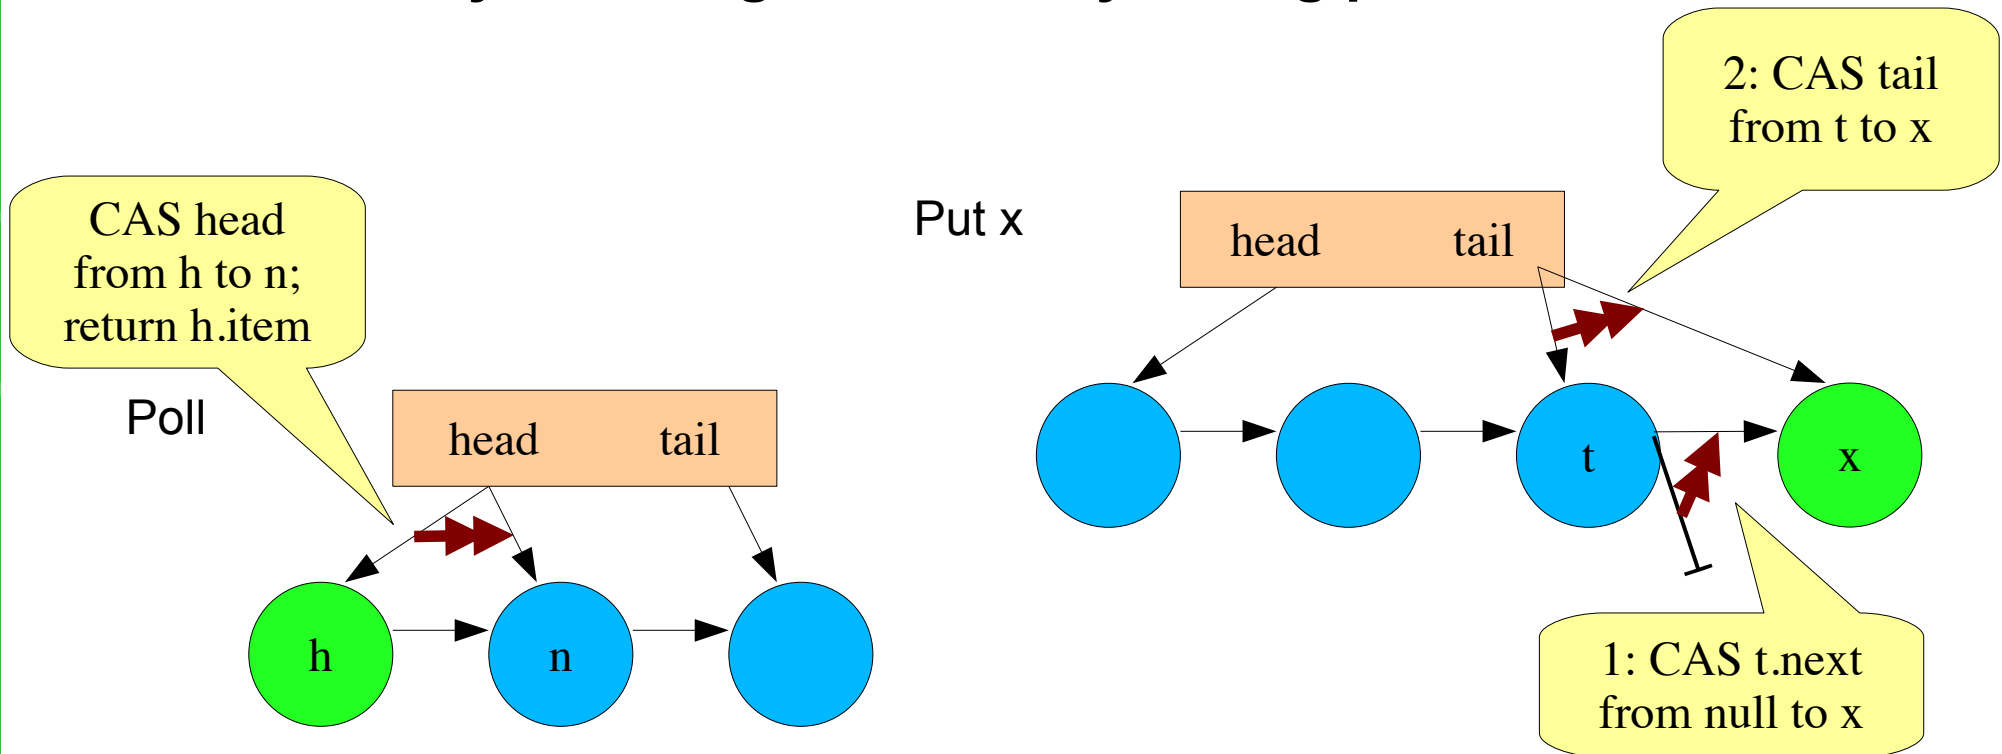 CAS head
from h to n;
return h.item
Poll
head tail
h
n
Put x
head tail
2: CAS tail
from t to x
t
x
1: CAS t.next
from null to x